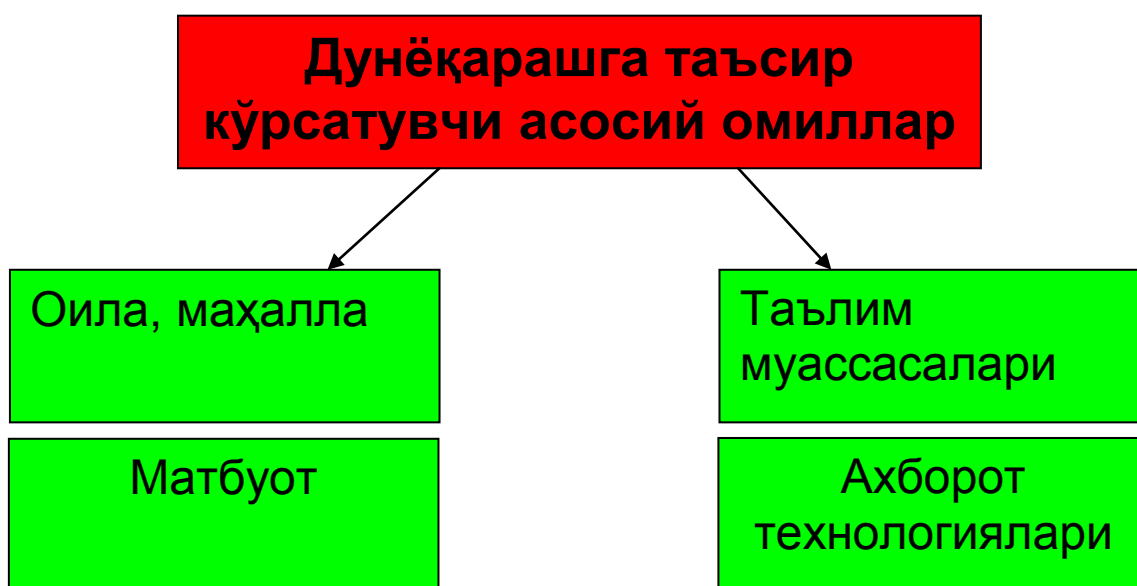 Дунёқарашга таъсир
кўрсатувчи асосий омиллар
Оила, маҳалла
Таълим
муассасалари
Матбуот
Ахборот
технологиялари